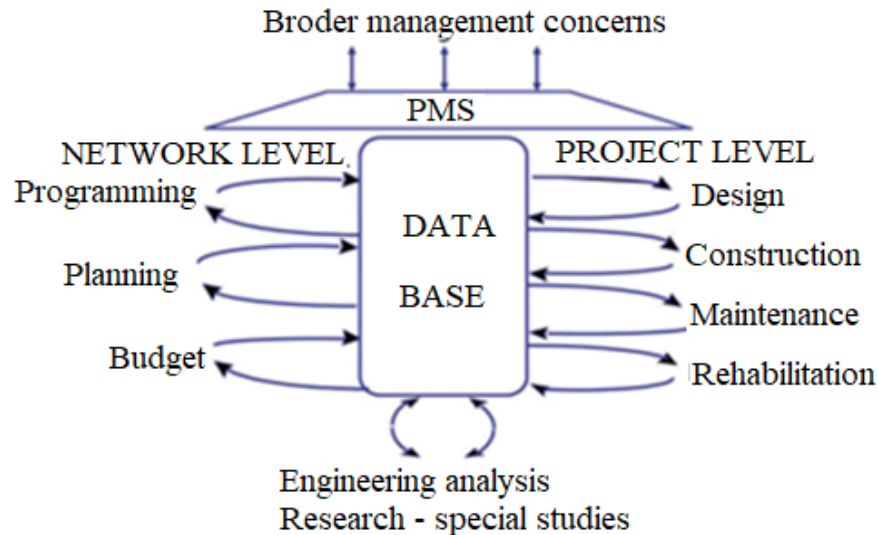 Broder management concerns
PMS
NETWORK LEVEL
PROJECT LEVEL
Programming
Planning
Budget
DATA
BASE
Design
Construction
Maintenance
Rehabilitation
Engineering analysis
Research - special studies